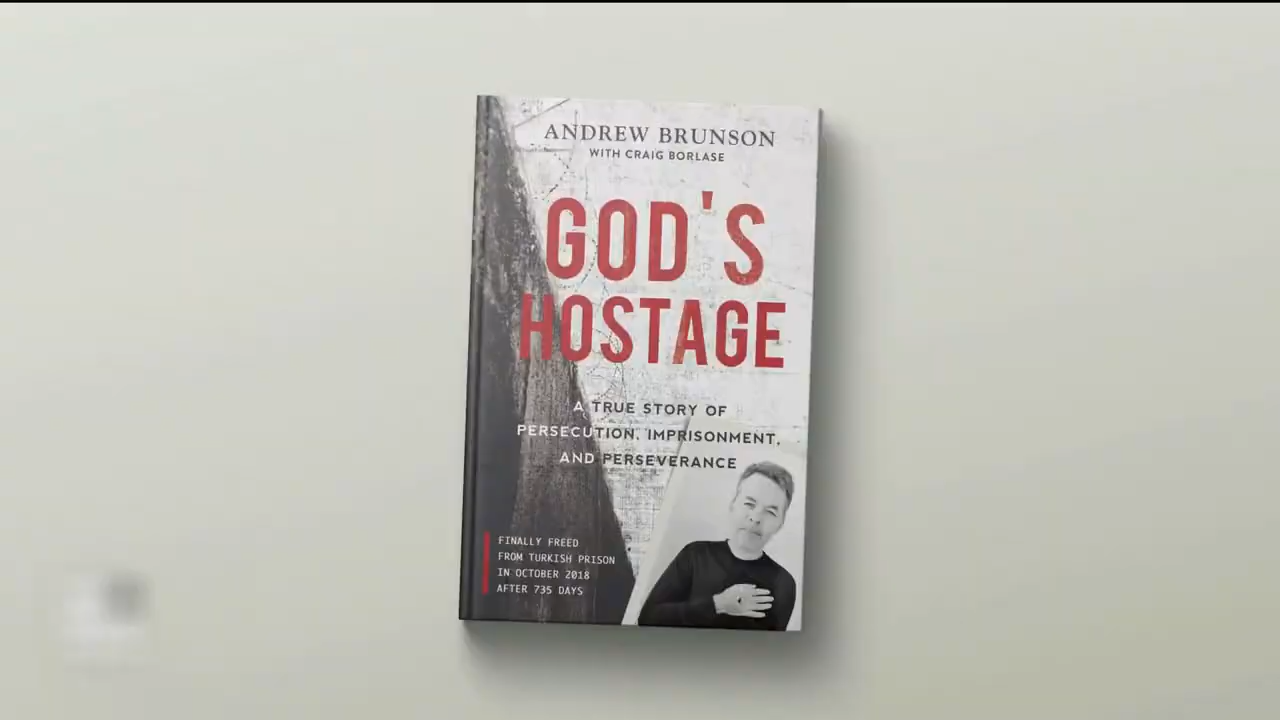 ANDREW BRUNSON
WITH CRAIG BORLASE
GOD'S
HOSTAGE
A TRUE STORY OF
PERSECUTION, IMPRISONMENT,
AND PERSEVERANCE
FINALLY FREED
FROM TURKISH PRISON
IN OCTOBER 2018
AFTER 735 DAYS